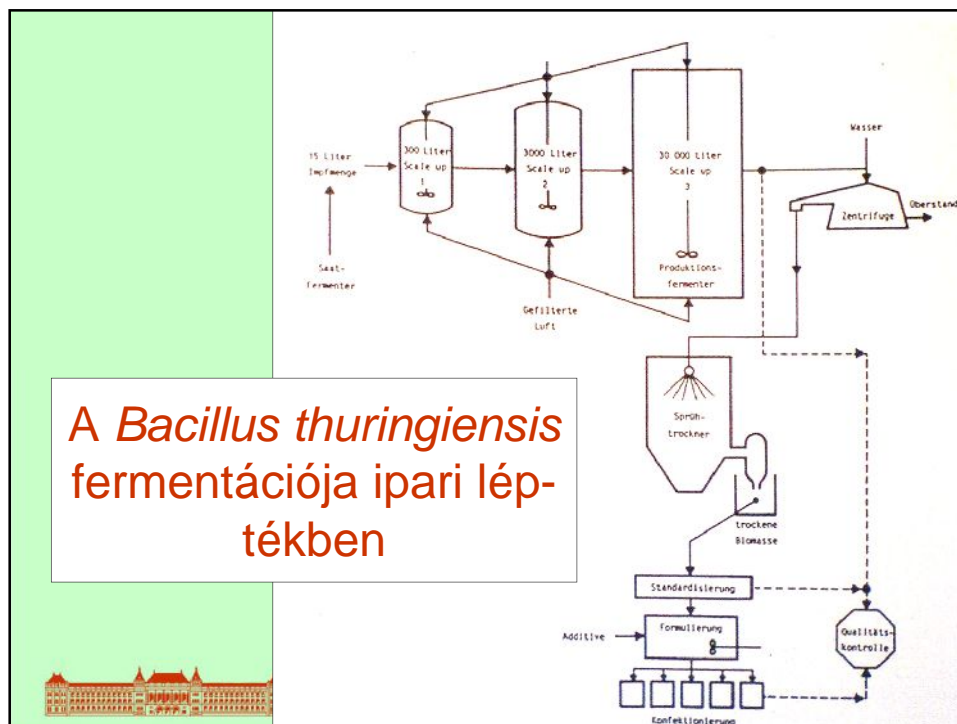 A Bacillus thuringiensis
fermentációja ipari lép-
tékben
15 Liter
Impfmenge
Saat-
fermenter
300 Liter
Scale up
1
3000 Liter
Scale up
2
30 000 Liter
Scale up
3
Produktions-
fermenter
Gefilterte
Luft
Wasser
Zentrifuge
Überstand
Sprüh-
trockner
trockene
Biomasse
Standardisierung
Additive
Formulierung
Qualitäts-
kontrolle
Konfektionierung